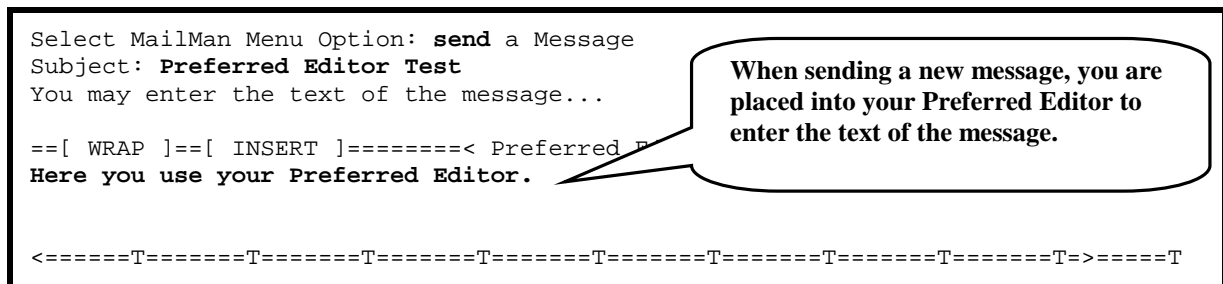 Select MailMan Menu Option: send a Message
Subject: Preferred Editor Test
You may enter the text of the message...
==[ WRAP ]==[ INSERT ]========< Preferred
Here you use your Preferred Editor.
<======T=======T=======T=======T=======T=======T=======T=======T=======T=>=====T
When sending a new message, you are
placed into your Preferred Editor to
enter the text of the message.